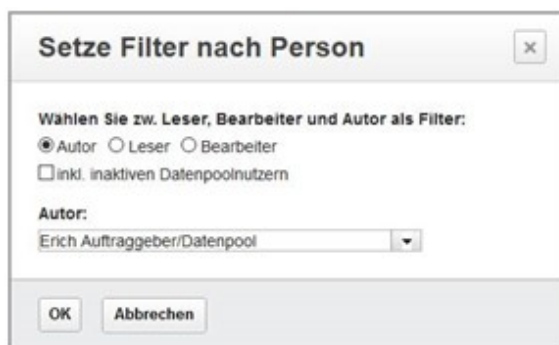 Setze Filter nach Person
Wählen Sie zw. Leser, Bearbeiter und Autor als Filter:
Autor Leser Bearbeiter
inkl. inaktiven Datenpoolnutzern
Autor:
Erich Auftraggeber/Datenpool
OK Abbrechen